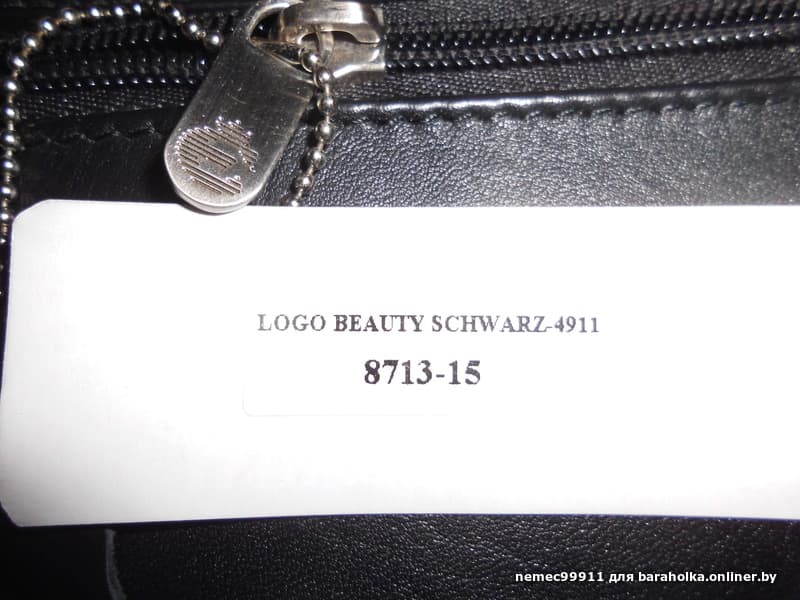 LOGO BEAUTY SCHWARZ-4911
8713-15
nemec99911 для baraholka.onliner.by